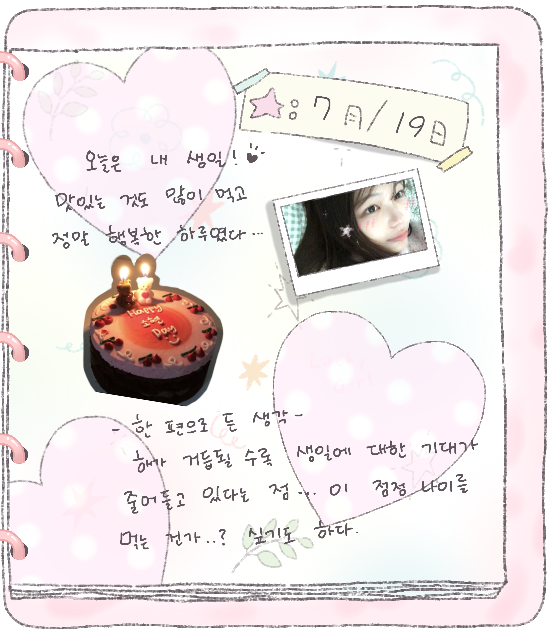 : 7日/19日
오늘은 내 생일!
맛있는 것도 많이 먹고
정말 행복한 하루였다...
Happy
소현
Day
- 한 편으로 든 생각 -
해가 거듭될 수록 생일에 대한 기대가
줄어들고 있다는 점... 이 점점 나이를
먹는 건가..? 싶기도 하다.